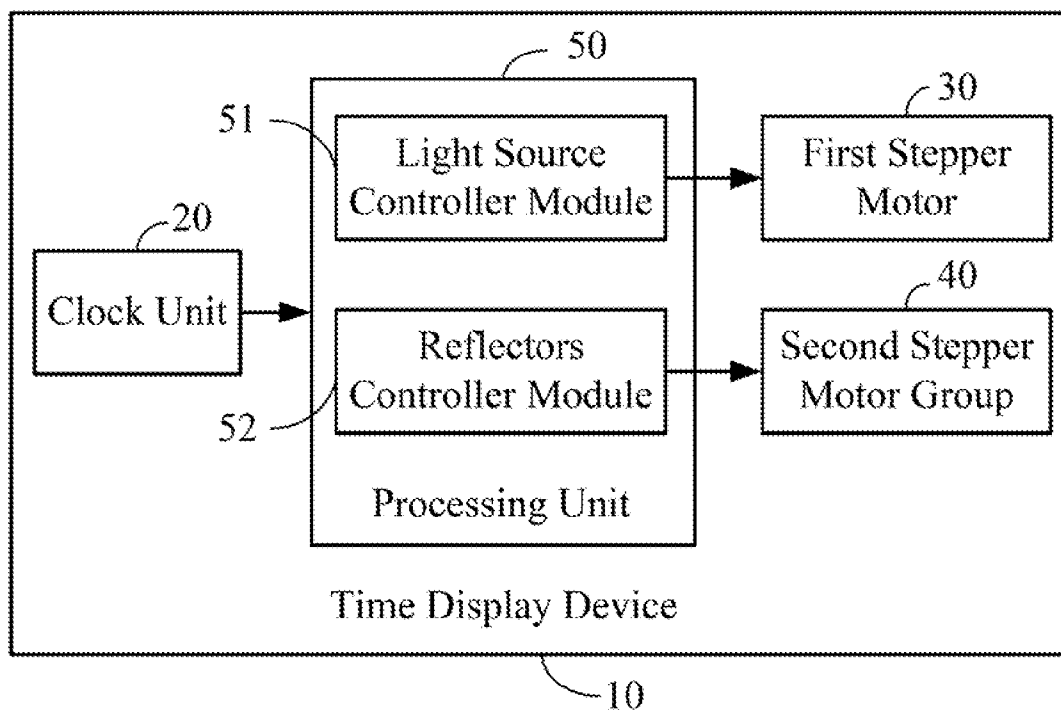 50
51
Light Source
Controller Module
30
First Stepper
Motor
20
Clock Unit
40
Reflectors
Controller Module
52
Second Stepper
Motor Group
Processing Unit
Time Display Device
10